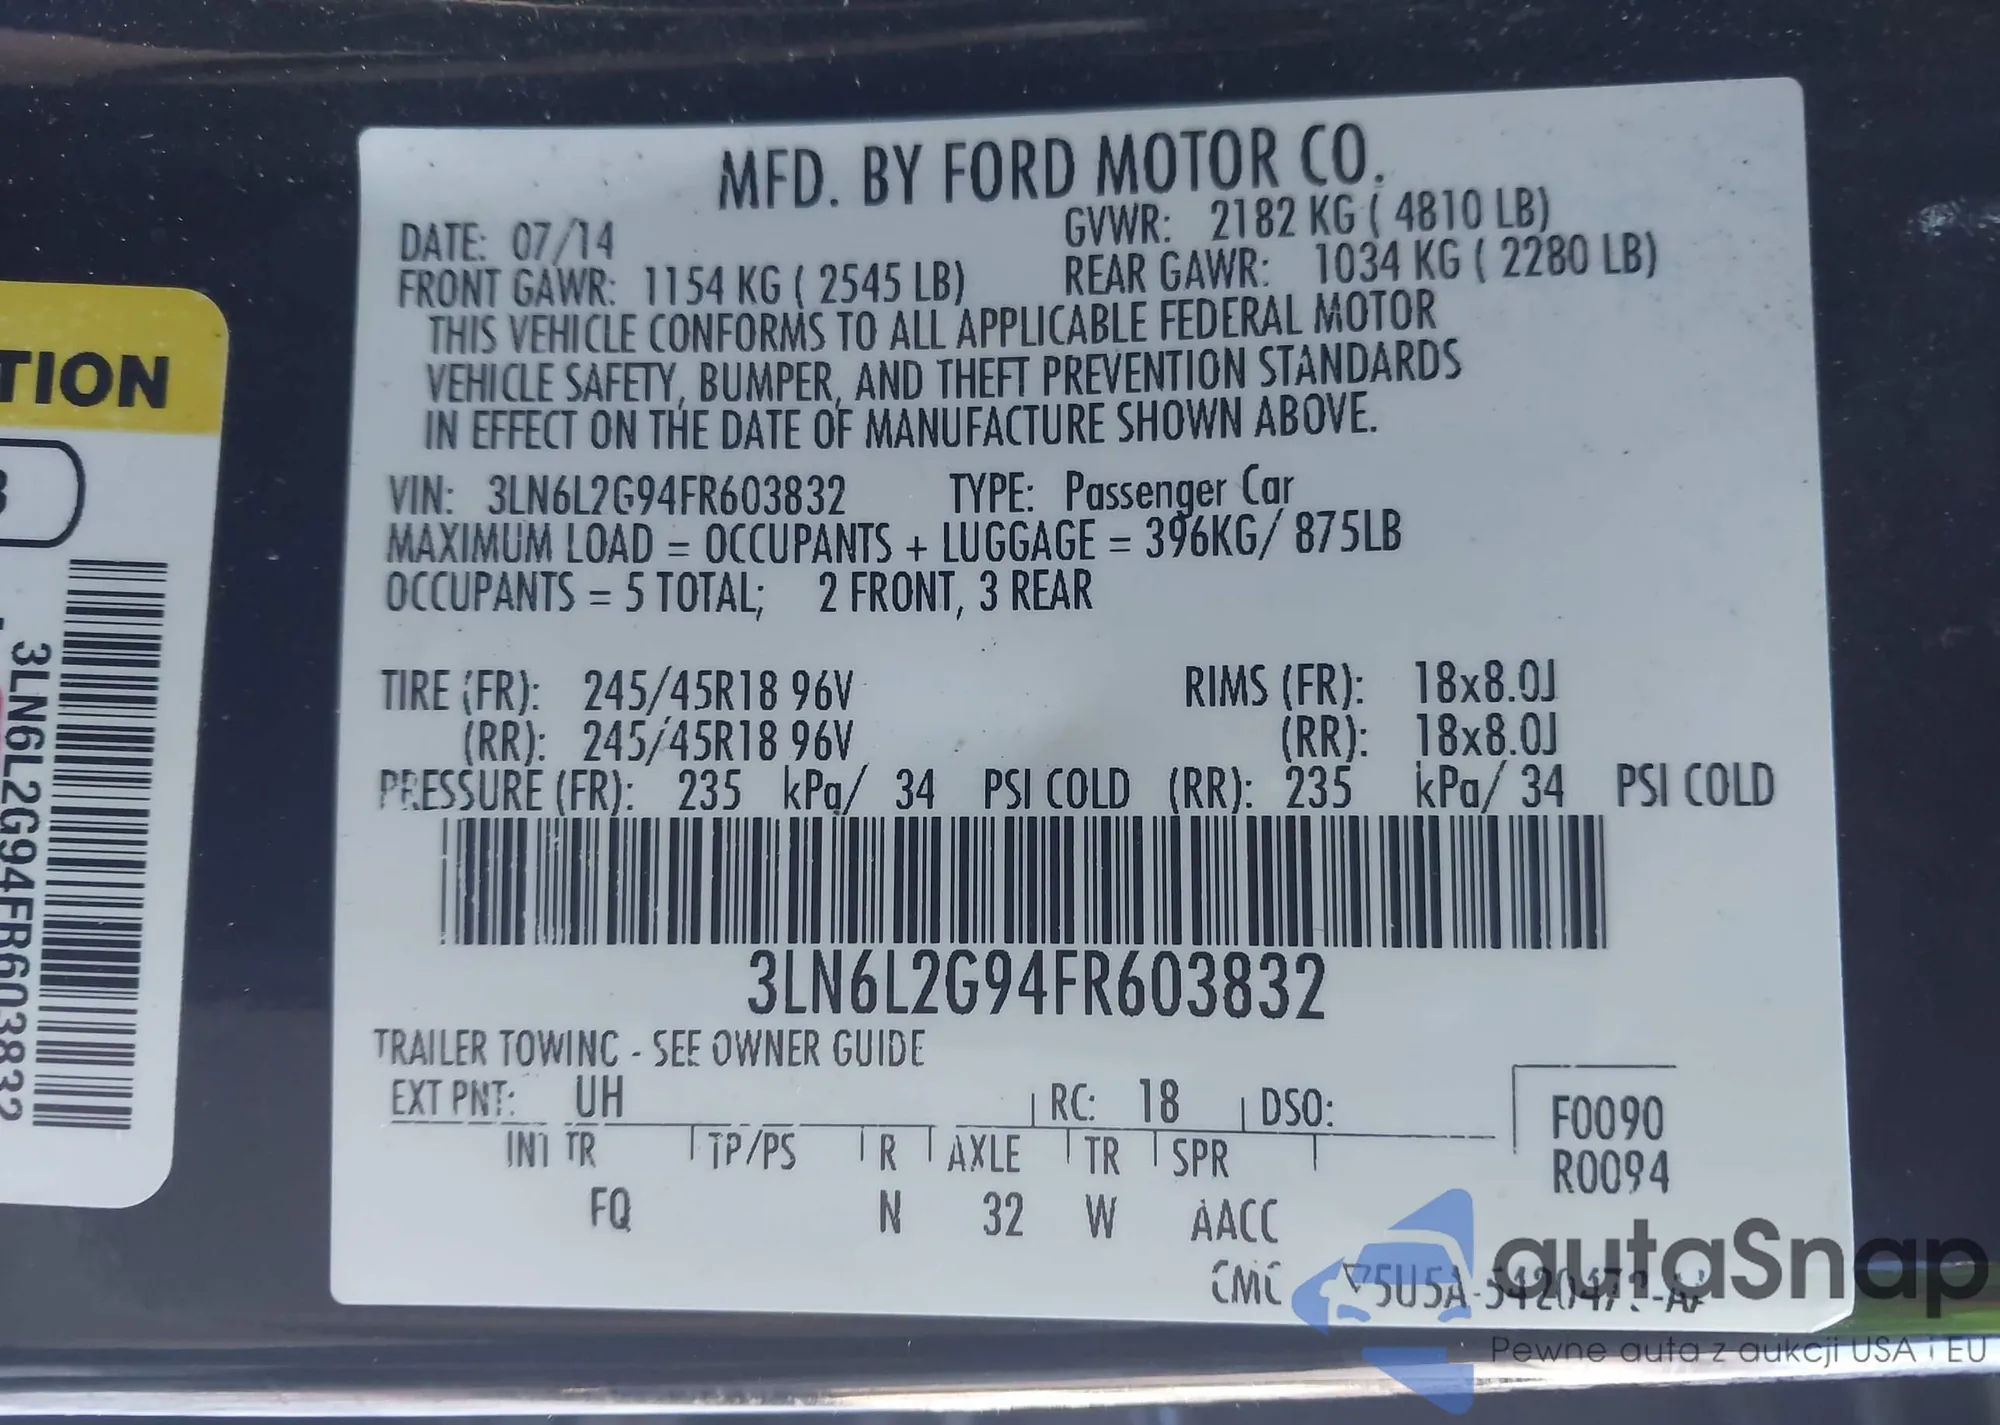 MFD. BY FORD MOTOR CO.
DATE: 07/14 GVWR: 2182 KG ( 4810 LB)
FRONT GAWR: 1154 KG ( 2545 LB) REAR GAWR: 1034 KG ( 2280 LB)
THIS VEHICLE CONFORMS TO ALL APPLICABLE FEDERAL MOTOR
VEHICLE SAFETY, BUMPER, AND THEFT PREVENTION STANDARDS
IN EFFECT ON THE DATE OF MANUFACTURE SHOWN ABOVE.
VIN: 3LN6L2G94FR603832 TYPE: Passenger Car
MAXIMUM LOAD = OCCUPANTS + LUGGAGE = 396KG/ 875LB
OCCUPANTS = 5 TOTAL; 2 FRONT, 3 REAR
TIRE (FR): 245/45R18 96V RIMS (FR): 18x8.0J
(RR): 245/45R18 96V (RR): 18x8.0J
PRESSURE (FR): 235 kPa/ 34 PSI COLD (RR): 235 kPa/ 34 PSI COLD
3LN6L2G94FR603832
TRAILER TOWING - SEE OWNER GUIDE
EXT PNT: UH RC: 18 DSO: F0090
INT TR TP/PS R AXLE TR SPR R0094
FQ N 32 W AACC
CMC
TION
3LN6L2G94FR603832
autaSnap
Pewne auta z aukcji USA i EU